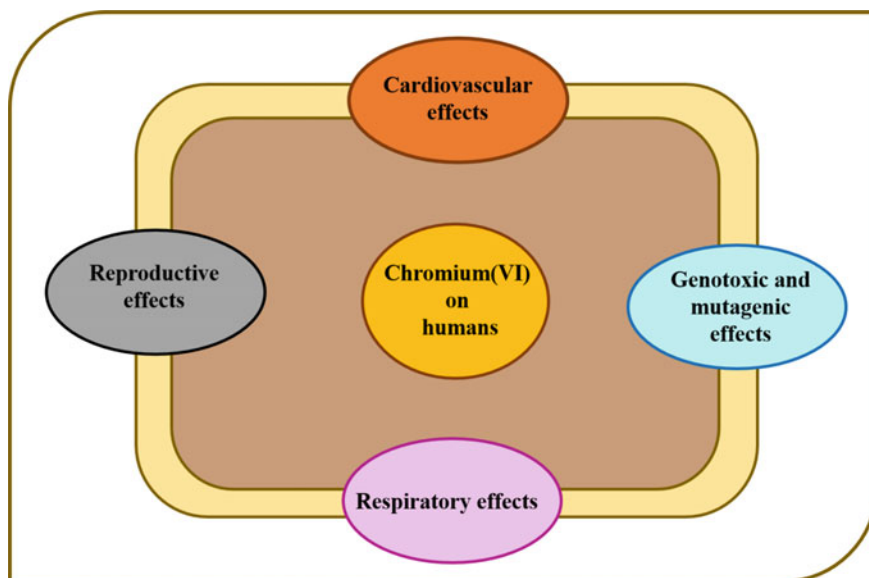 Cardiovascular
effects
Reproductive
effects
Chromium(VI)
on
humans
Genotoxic and
mutagenic
effects
Respiratory effects